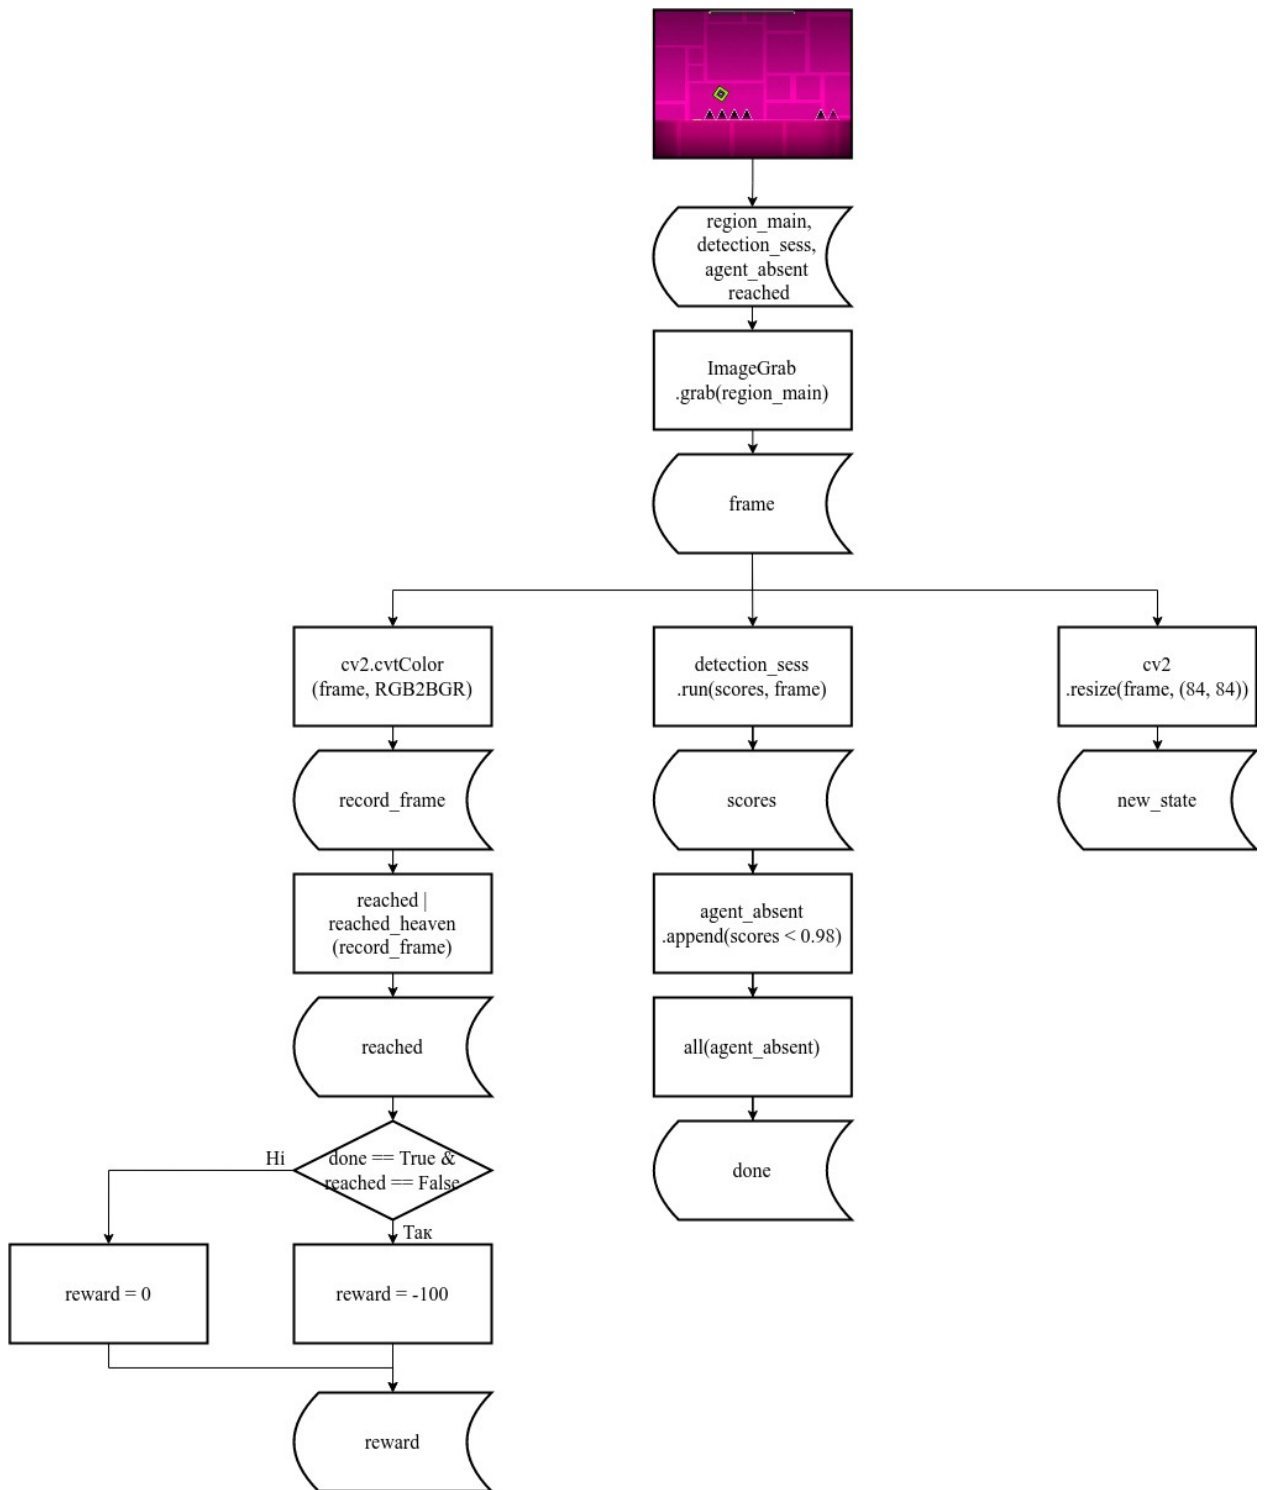 region_main,
detection_sess,
agent_absent
reached
ImageGrab
.grab(region_main)
frame
cv2.cvtColor
(frame, RGB2BGR)
detection_sess
.run(scores, frame)
cv2
.resize(frame, (84, 84))
record_frame
scores
new_state
reached |
reached_heaven
(record_frame)
agent_absent
.append(scores < 0.98)
reached
all(agent_absent)
Ні
done == True &
reached == False
done
Так
reward = 0
reward = -100
reward